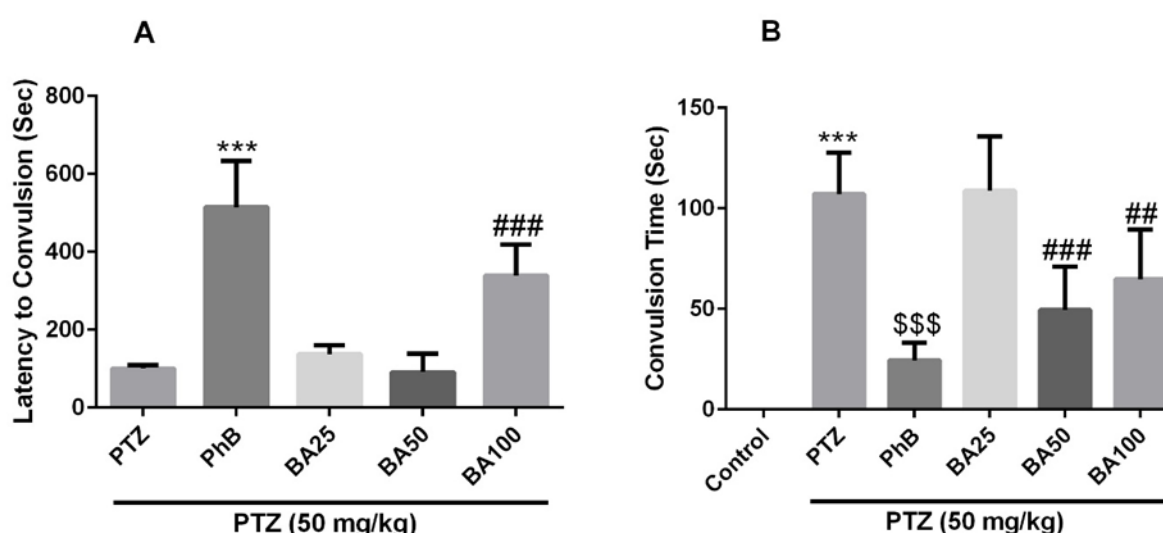 A
Latency to Convulsion (Sec)
800
600
400
200
0
***
###
PTZ
PhB
BA25
BA50
BA100
PTZ (50 mg/kg)
B
Convulsion Time (Sec)
150
100
50
0
***
$$$
###
##
Control
PTZ
PhB
BA25
BA50
BA100
PTZ (50 mg/kg)